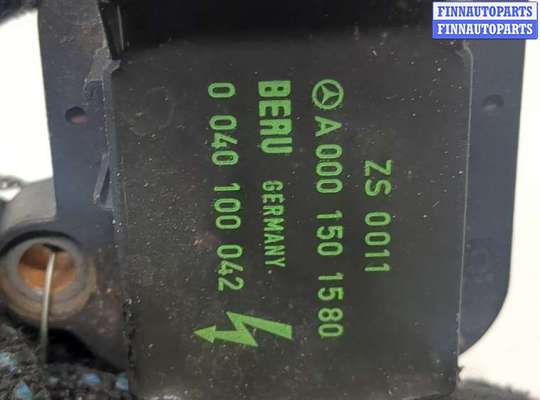 FINNAUTOPARTS
FINNAUTOPARTS
ZS 0011
A 000 150 1580
BERU GERMANY.
0 040 100 042